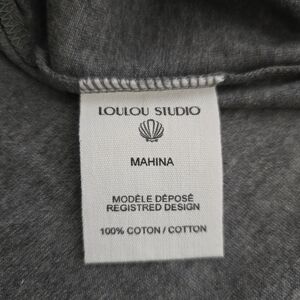 LOULOU STUDIO
MAHINA
MODÈLE DÉPOSÉ
REGISTRED DESIGN
100% COTON / COTTON